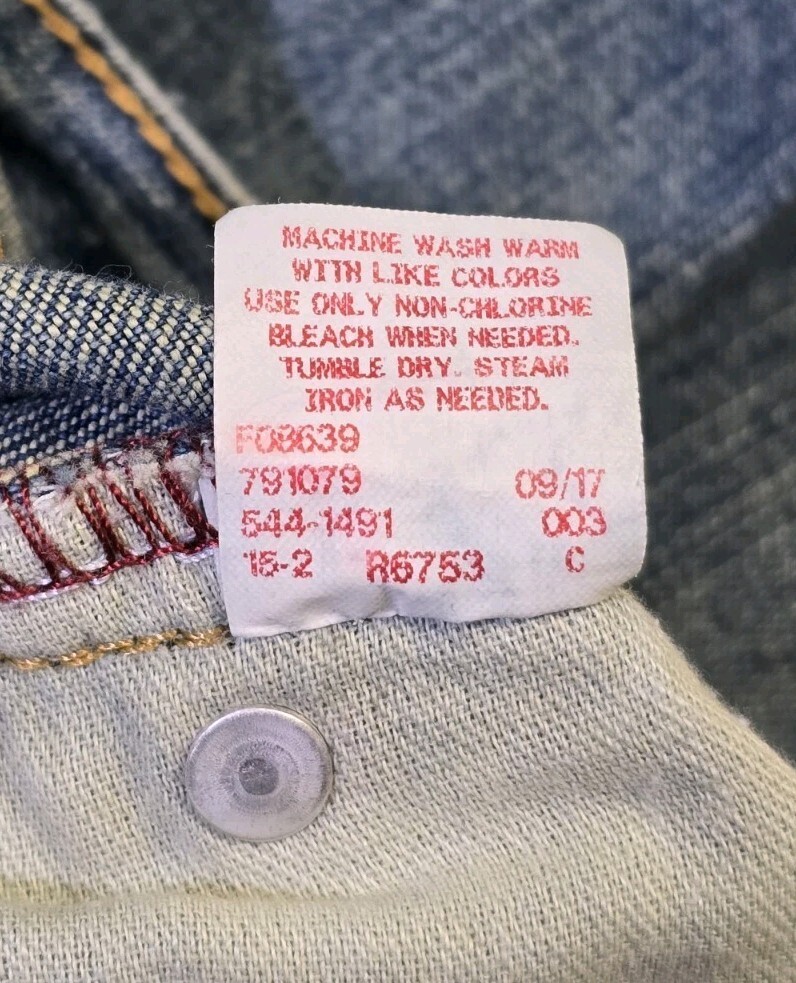 MACHINE WASH WARM
WITH LIKE COLORS
USE ONLY NON-CHLORINE
BLEACH WHEN NEEDED.
TUMBLE DRY. STEAM
IRON AS NEEDED.
F08639
791079 09/17
544-1491 003
15-2 R6753 C